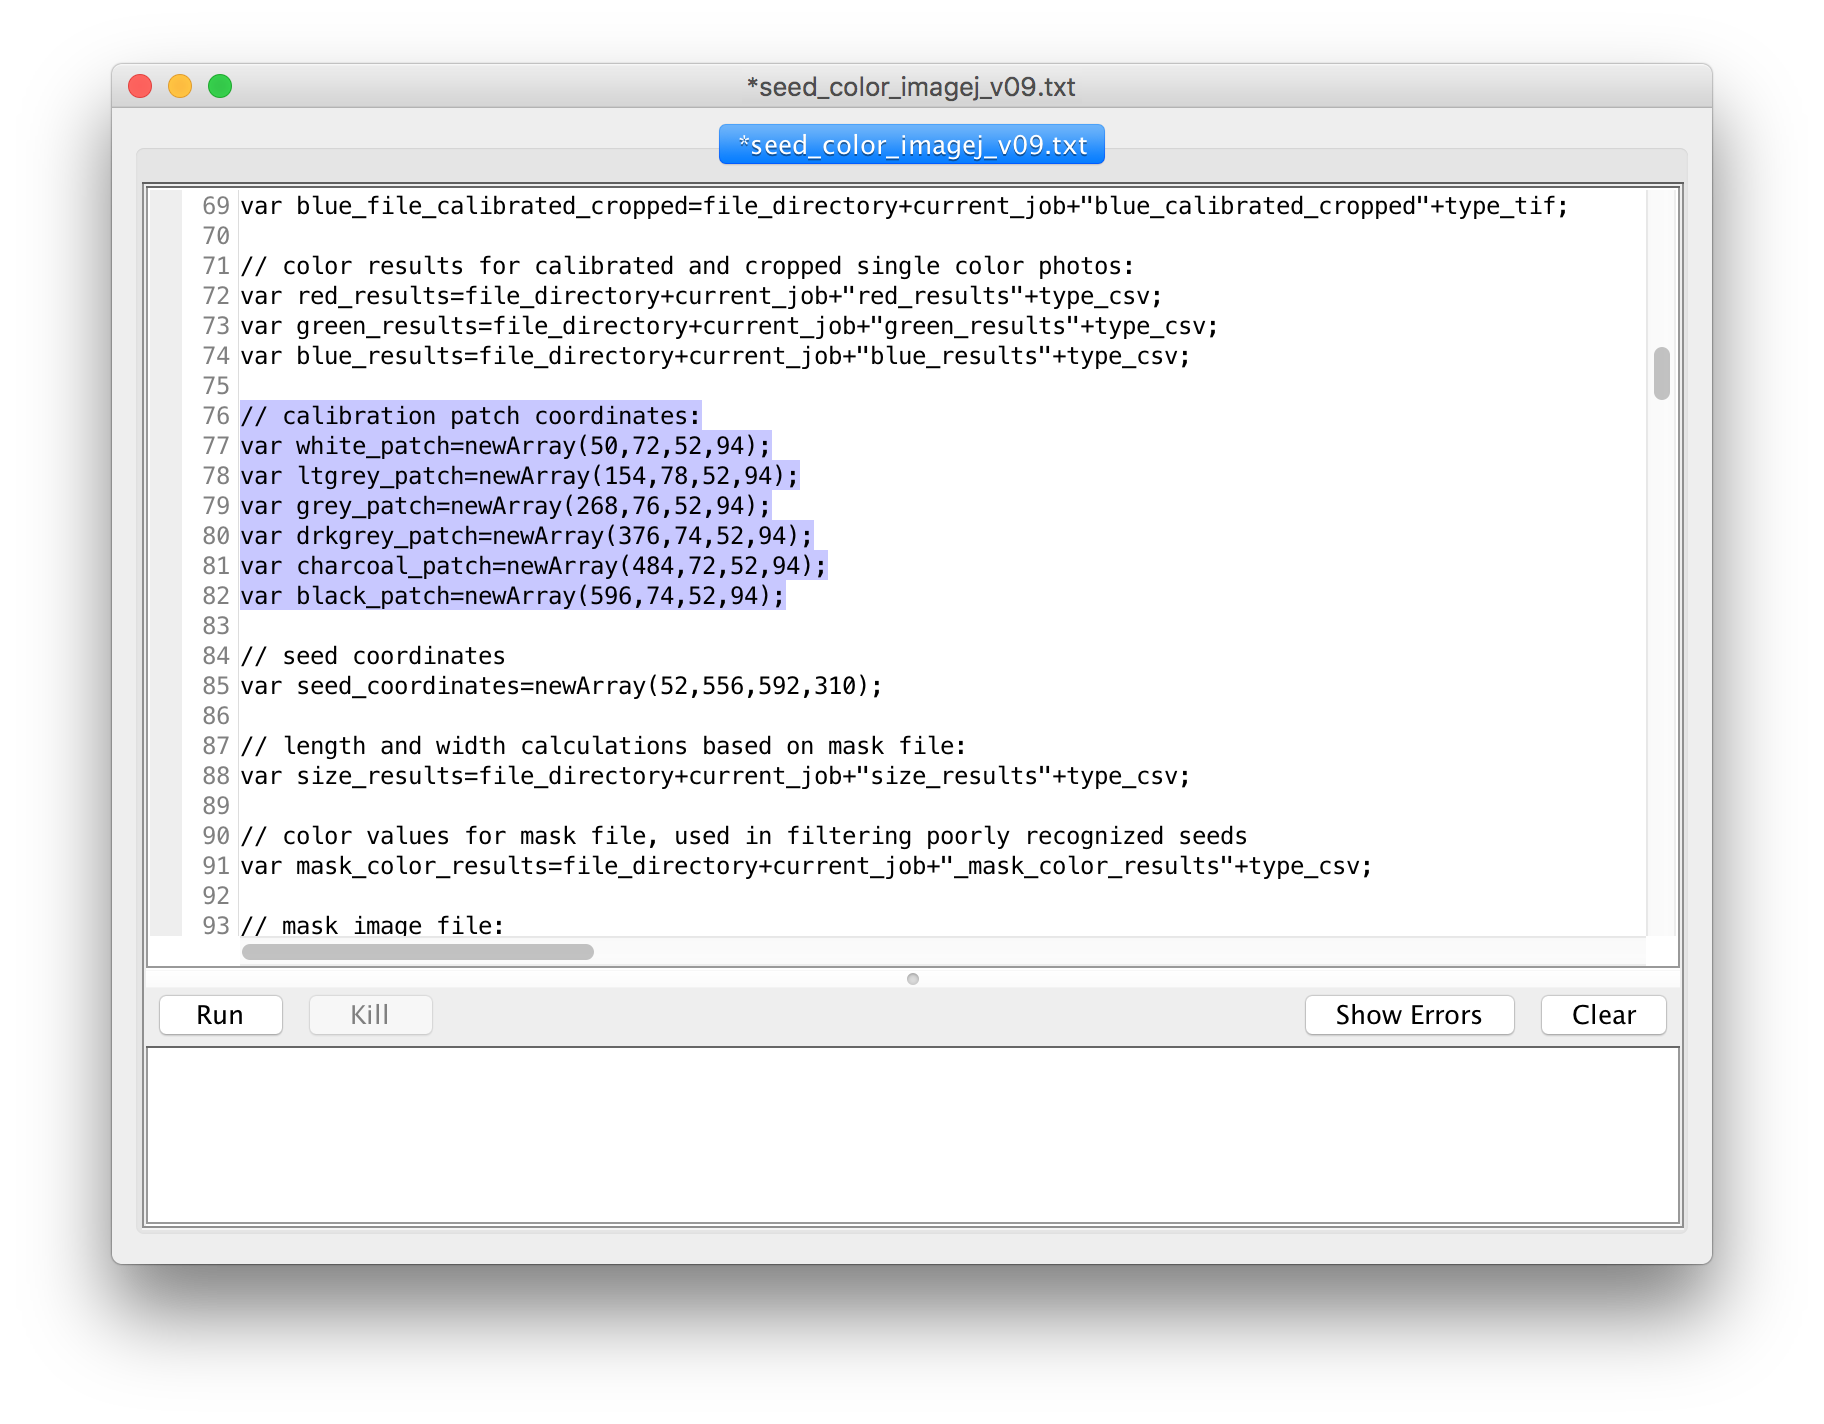 *seed_color_imagej_v09.txt
*seed_color_imagej_v09.txt
69 var blue_file_calibrated_cropped=file_directory+current_job+"blue_calibrated_cropped"+type_tif;
70
71 // color results for calibrated and cropped single color photos:
72 var red_results=file_directory+current_job+"red_results"+type_csv;
73 var green_results=file_directory+current_job+"green_results"+type_csv;
74 var blue_results=file_directory+current_job+"blue_results"+type_csv;
75
76 // calibration patch coordinates:
77 var white_patch=newArray(50,72,52,94);
78 var ltgrey_patch=newArray(154,78,52,94);
79 var grey_patch=newArray(268,76,52,94);
80 var drkgrey_patch=newArray(376,74,52,94);
81 var charcoal_patch=newArray(484,72,52,94);
82 var black_patch=newArray(596,74,52,94);
83
84 // seed coordinates
85 var seed_coordinates=newArray(52,556,592,310);
86
87 // length and width calculations based on mask file:
88 var size_results=file_directory+current_job+"size_results"+type_csv;
89
90 // color values for mask file, used in filtering poorly recognized seeds
91 var mask_color_results=file_directory+current_job+"_mask_color_results"+type_csv;
92
93 // mask image file:
Run Kill Show Errors Clear